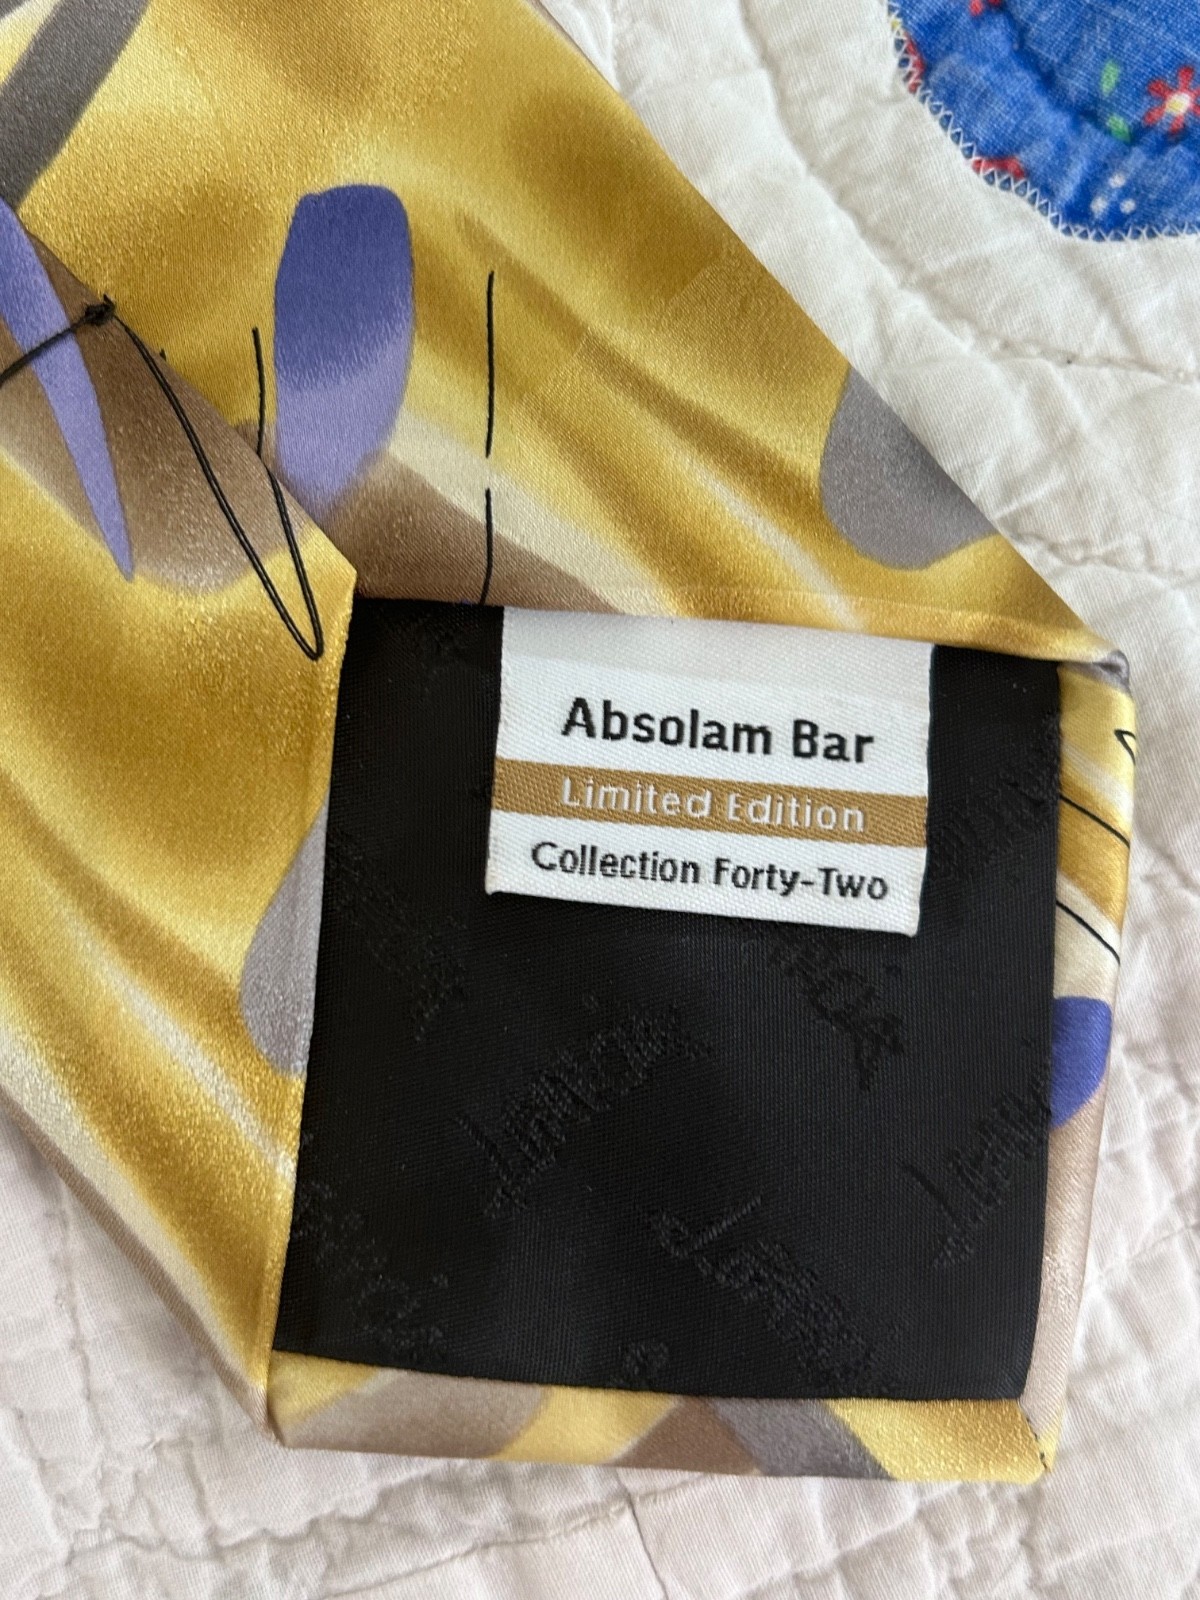 Absolam Bar
Limited Edition
Collection Forty-Two